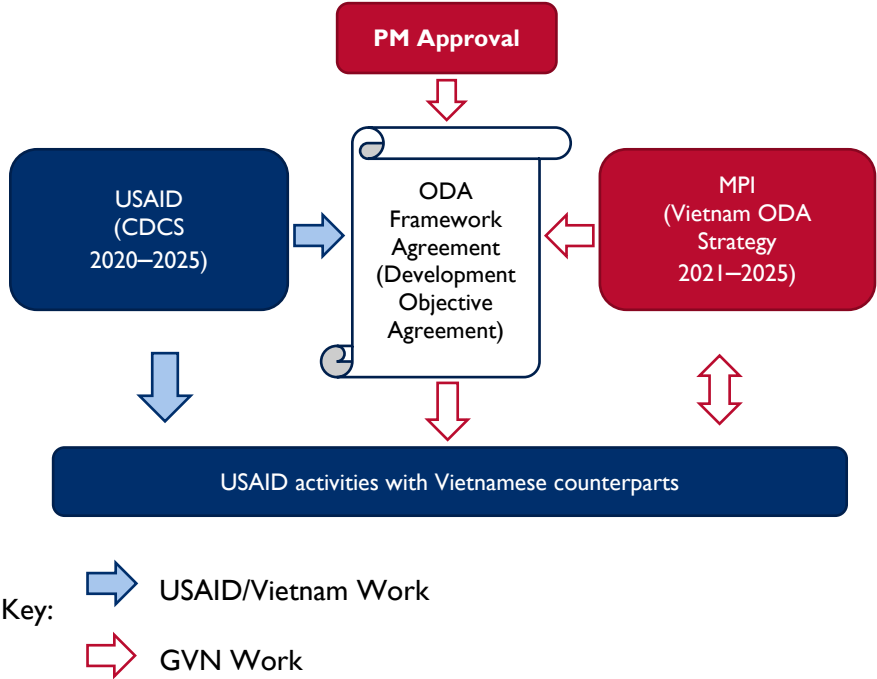 PM Approval
USAID
(CDCS
2020–2025)
ODA
Framework
Agreement
(Development
Objective
Agreement)
MPI
(Vietnam ODA
Strategy
2021–2025)
USAID activities with Vietnamese counterparts
Key:
USAID/Vietnam Work
GVN Work